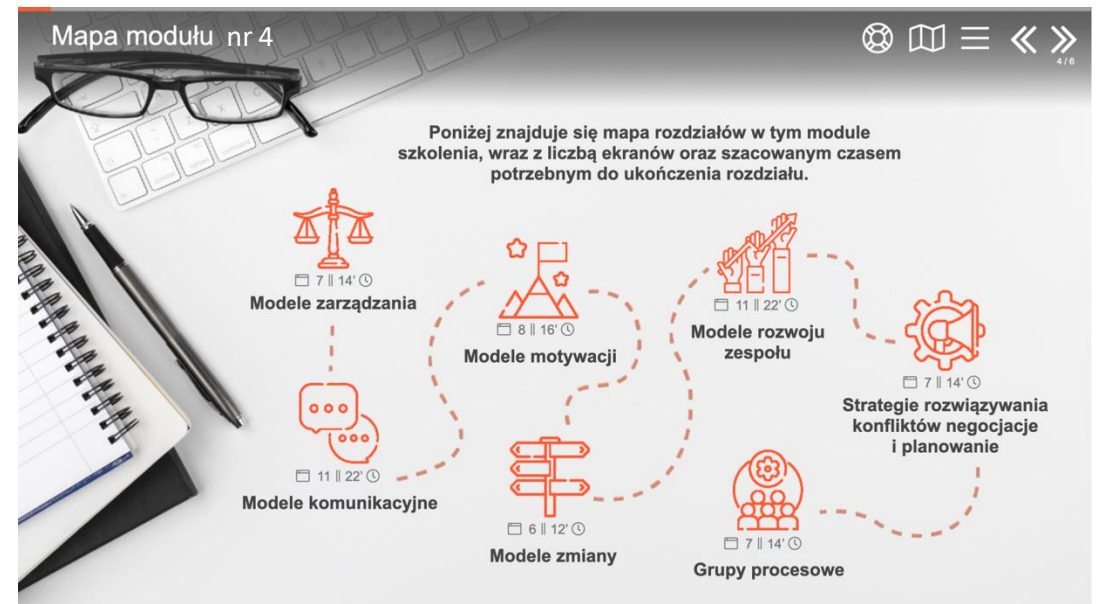 Mapa modułu nr 4
4/6
Poniżej znajduje się mapa rozdziałów w tym module
szkolenia, wraz z liczbą ekranów oraz szacowanym czasem
potrzebnym do ukończenia rozdziału.
7 || 14'
Modele zarządzania
11 || 22'
Modele komunikacyjne
8 || 16'
Modele motywacji
6 || 12'
Modele zmiany
11 || 22'
Modele rozwoju
zespołu
7 || 14'
Strategie rozwiązywania
konfliktów negocjacje
i planowanie
7 || 14'
Grupy procesowe